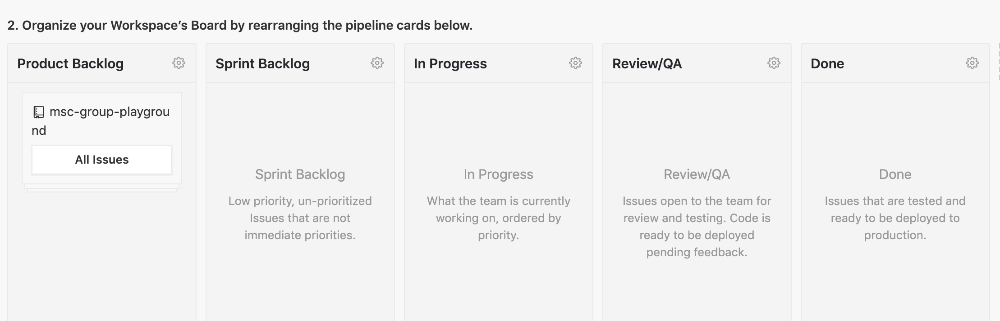 2. Organize your Workspace’s Board by rearranging the pipeline cards below.
Product Backlog
msc-group-playgrou
nd
All Issues
Sprint Backlog
Sprint Backlog
Low priority, un-prioritized
Issues that are not
immediate priorities.
In Progress
In Progress
What the team is currently
working on, ordered by
priority.
Review/QA
Review/QA
Issues open to the team for
review and testing. Code is
ready to be deployed
pending feedback.
Done
Done
Issues that are tested and
ready to be deployed to
production.